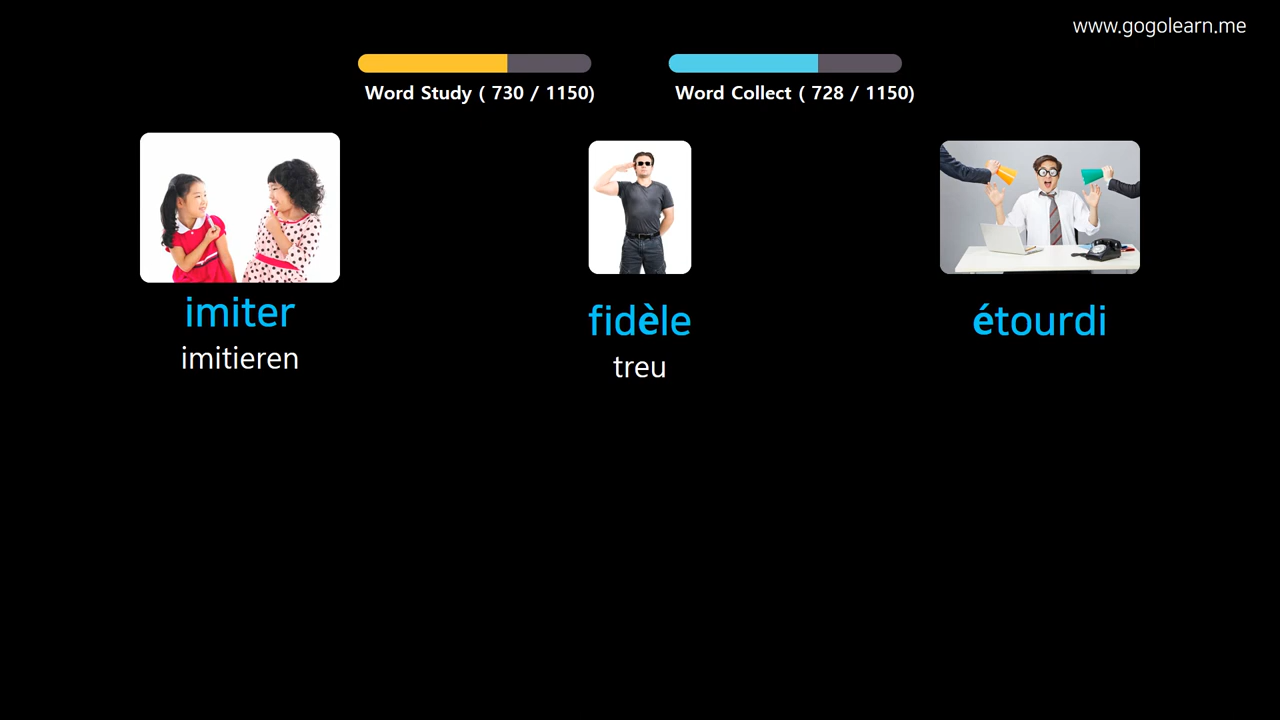 www.gogolearn.me
Word Study ( 730 / 1150)
Word Collect ( 728 / 1150)
imiter
imitieren
fidèle
treu
étourdi